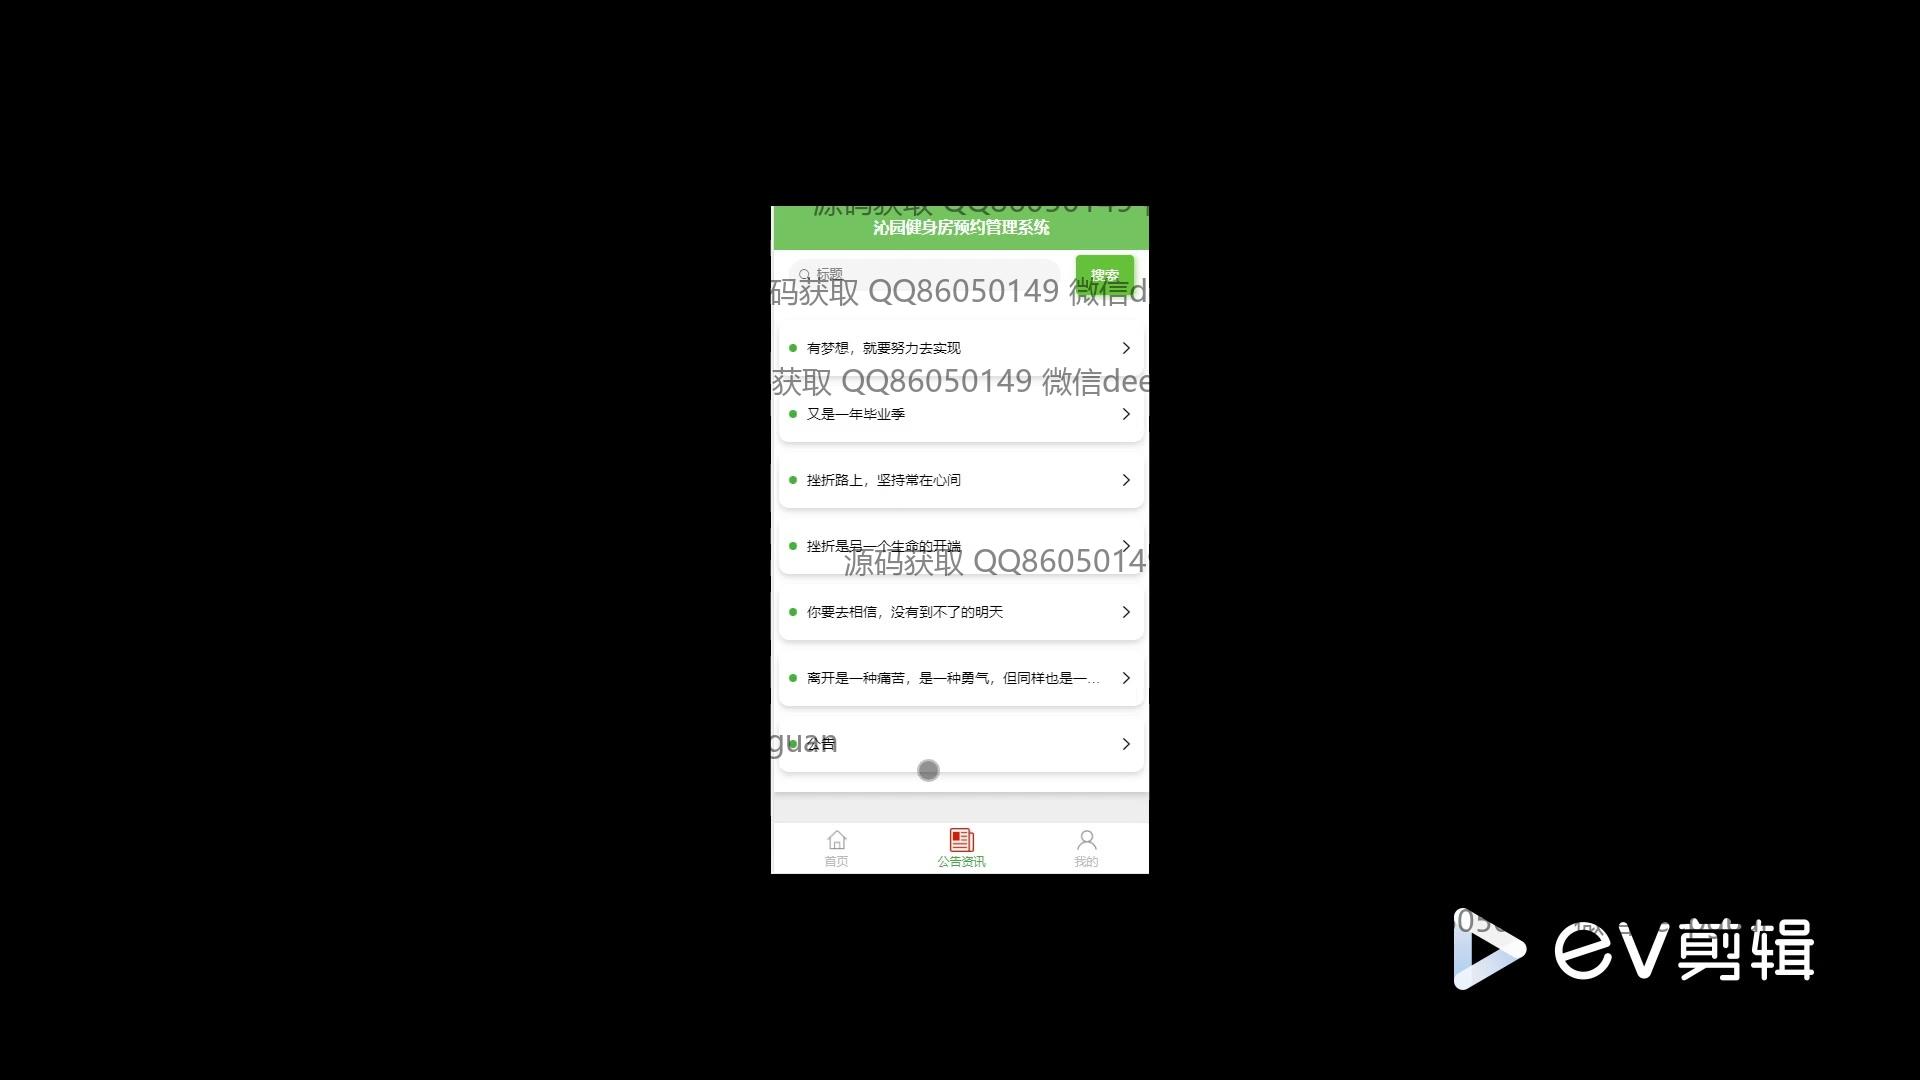 源码获取 QQ86050149
沁园健身房预约管理系统
标题
搜索
码获取 QQ86050149 微信d
有梦想，就要努力去实现
获取 QQ86050149 微信dee
又是一年毕业季
挫折路上，坚持常在心间
挫折是另一个生命的开端
源码获取 QQ8605014
你要去相信，没有到不了的明天
离开是一种痛苦，是一种勇气，但同样也是一…
公告
guan
首页
公告资讯
我的
ev剪辑